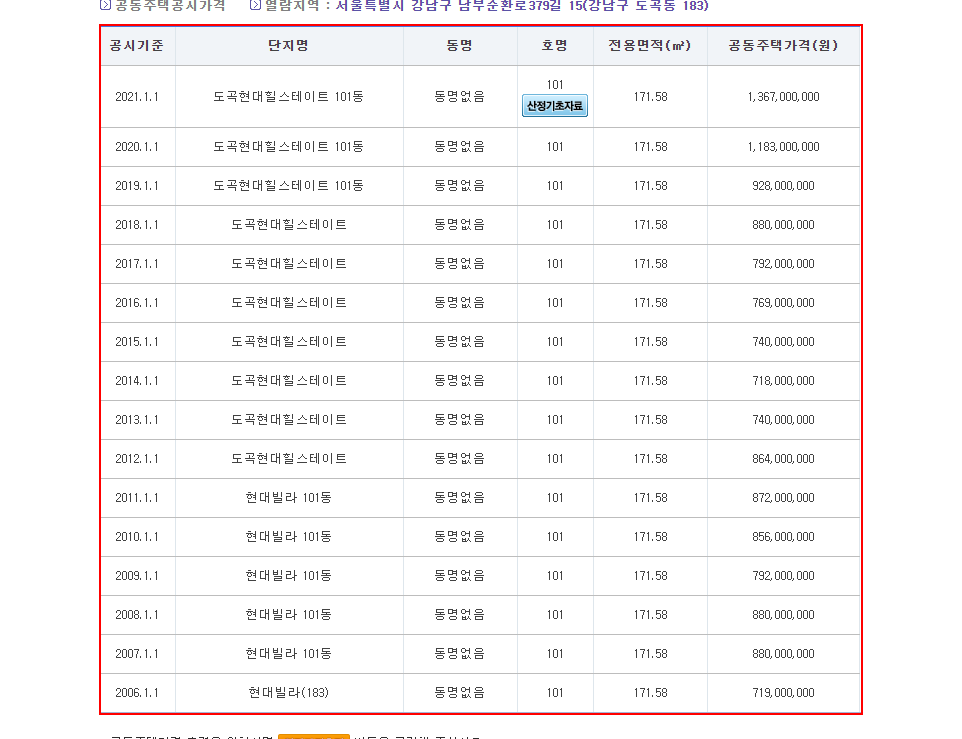 공동주택공시가격 열람지역 : 서울특별시 강남구 남부순환로379길 15(강남구 도곡동 183)
공시기준 단지명 동명 호명 전용면적(㎡) 공동주택가격(원)
2021.1.1 도곡현대힐스테이트 101동 동명없음 101 산정기초자료 171.58 1,367,000,000
2020.1.1 도곡현대힐스테이트 101동 동명없음 101 171.58 1,183,000,000
2019.1.1 도곡현대힐스테이트 101동 동명없음 101 171.58 928,000,000
2018.1.1 도곡현대힐스테이트 동명없음 101 171.58 880,000,000
2017.1.1 도곡현대힐스테이트 동명없음 101 171.58 792,000,000
2016.1.1 도곡현대힐스테이트 동명없음 101 171.58 769,000,000
2015.1.1 도곡현대힐스테이트 동명없음 101 171.58 740,000,000
2014.1.1 도곡현대힐스테이트 동명없음 101 171.58 718,000,000
2013.1.1 도곡현대힐스테이트 동명없음 101 171.58 740,000,000
2012.1.1 도곡현대힐스테이트 동명없음 101 171.58 864,000,000
2011.1.1 현대빌라 101동 동명없음 101 171.58 872,000,000
2010.1.1 현대빌라 101동 동명없음 101 171.58 856,000,000
2009.1.1 현대빌라 101동 동명없음 101 171.58 792,000,000
2008.1.1 현대빌라 101동 동명없음 101 171.58 880,000,000
2007.1.1 현대빌라 101동 동명없음 101 171.58 880,000,000
2006.1.1 현대빌라(183) 동명없음 101 171.58 719,000,000